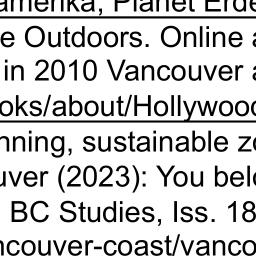 amerika, Planet Erde
e Outdoors. Online a
in 2010 Vancouver a
oks/about/Hollywood
nning, sustainable zo
uver (2023): You belo
BC Studies, Iss. 18
ncouver-coast/vanco